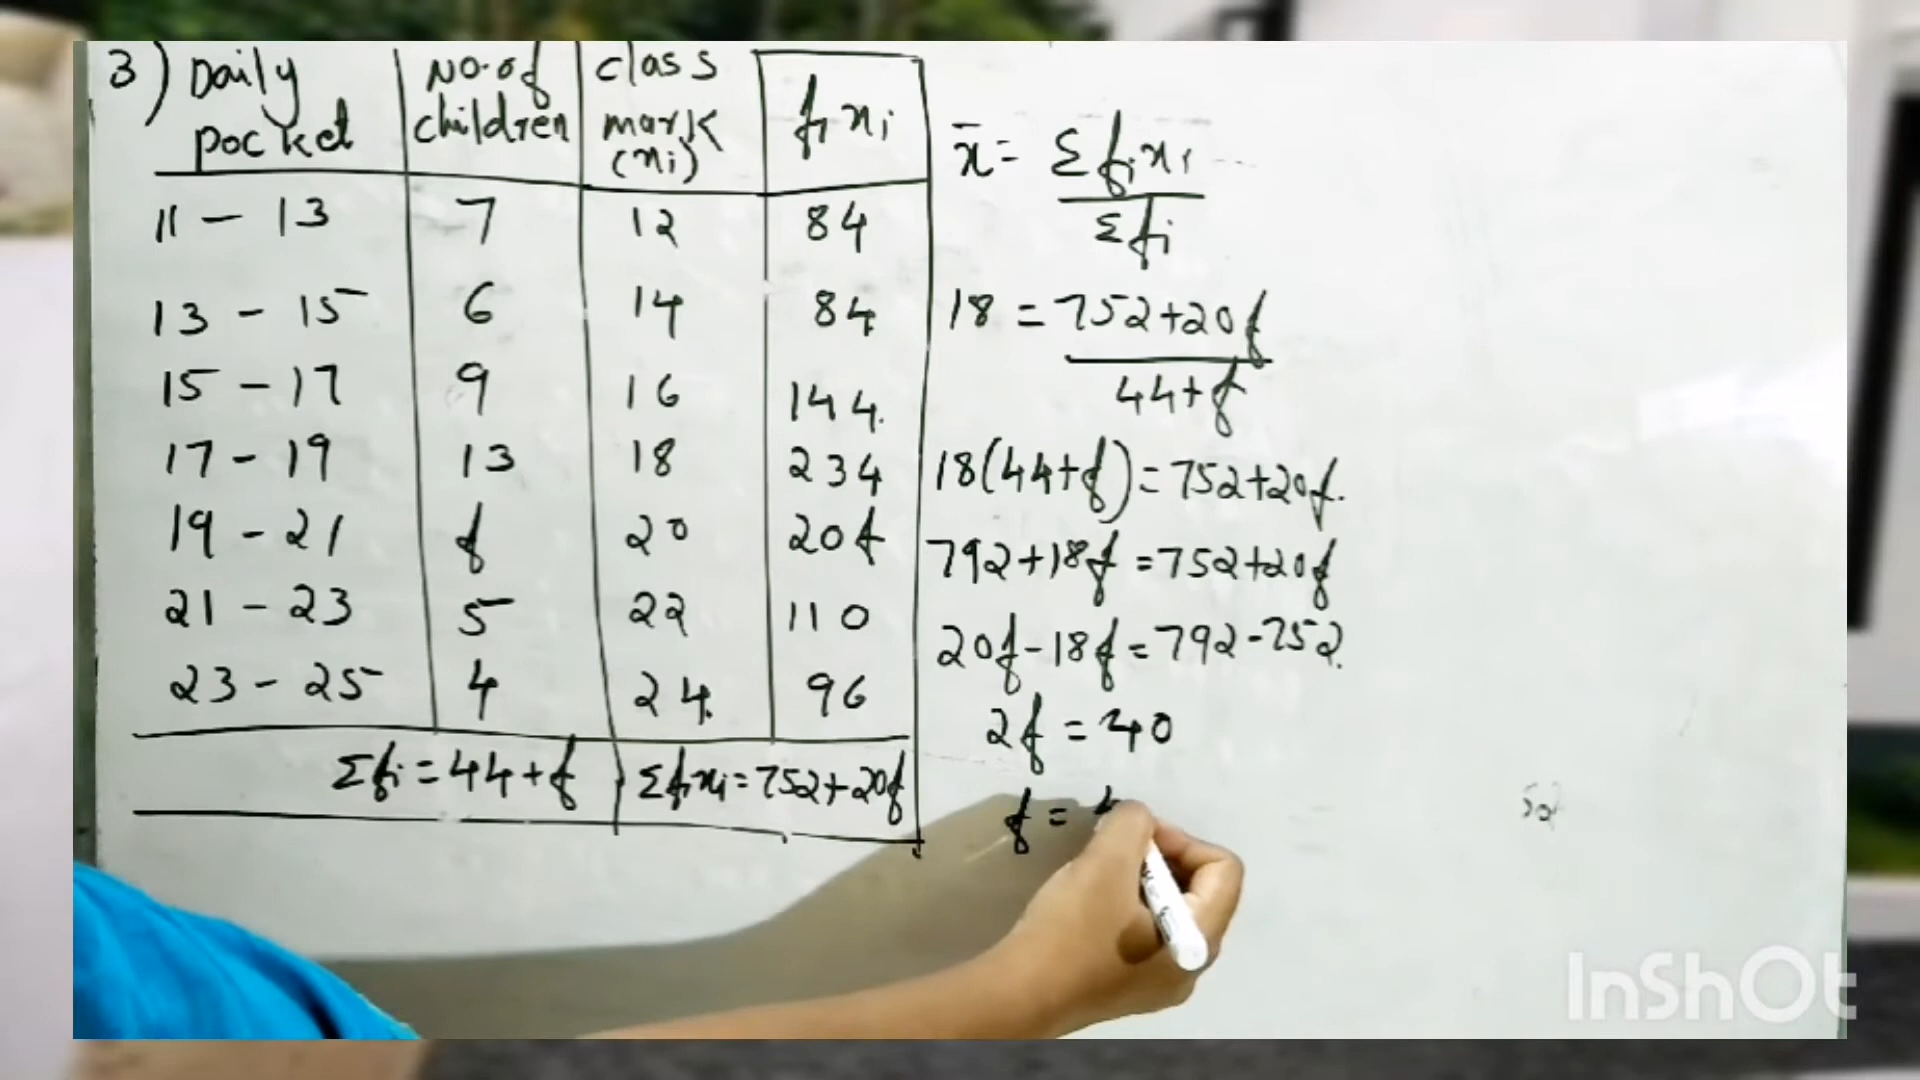 3) Daily Pocket | No. of children | class mark (xi) | fixi
11 - 13 | 7 | 12 | 84
13 - 15 | 6 | 14 | 84
15 - 17 | 9 | 16 | 144.
17 - 19 | 13 | 18 | 234
19 - 21 | f | 20 | 20f
21 - 23 | 5 | 22 | 110
23 - 25 | 4 | 24. | 96
Σfi = 44+f | Σfixi = 752+20f
x̄ = Σfixi / Σfi
18 = 752+20f / 44+f
18(44+f) = 752+20f.
792+18f = 752+20f
20f-18f = 792-752.
2f = 40
f =
InShOt